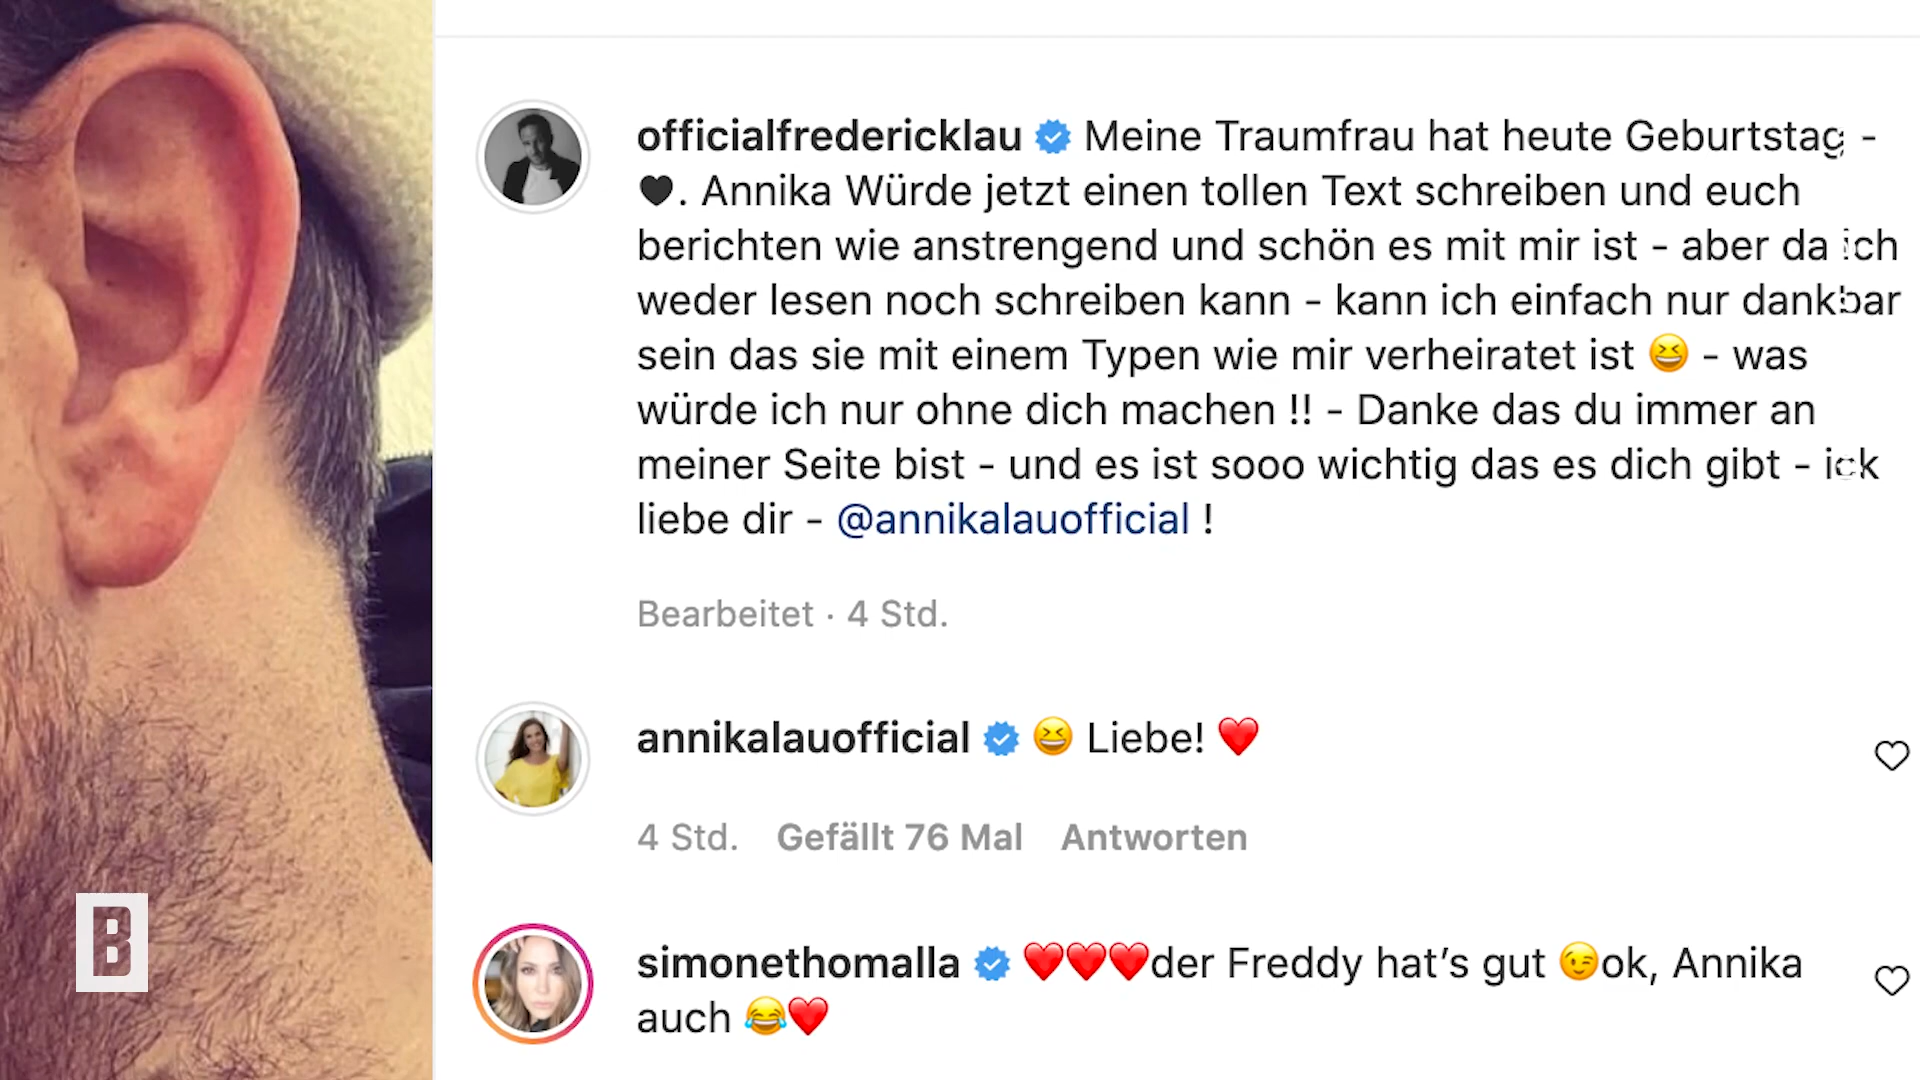 officialfredericklau Meine Traumfrau hat heute Geburtstag -
🖤. Annika Würde jetzt einen tollen Text schreiben und euch
berichten wie anstrengend und schön es mit mir ist - aber da ich
weder lesen noch schreiben kann - kann ich einfach nur dankbar
sein das sie mit einem Typen wie mir verheiratet ist 😆 - was
würde ich nur ohne dich machen !! - Danke das du immer an
meiner Seite bist - und es ist sooo wichtig das es dich gibt - ick
liebe dir - @annikalauofficial !
Bearbeitet · 4 Std.
annikalauofficial 😆 Liebe! ❤️
4 Std. Gefällt 76 Mal Antworten
simonethomalla ❤️❤️❤️der Freddy hat’s gut 😉ok, Annika
auch 😂❤️
B